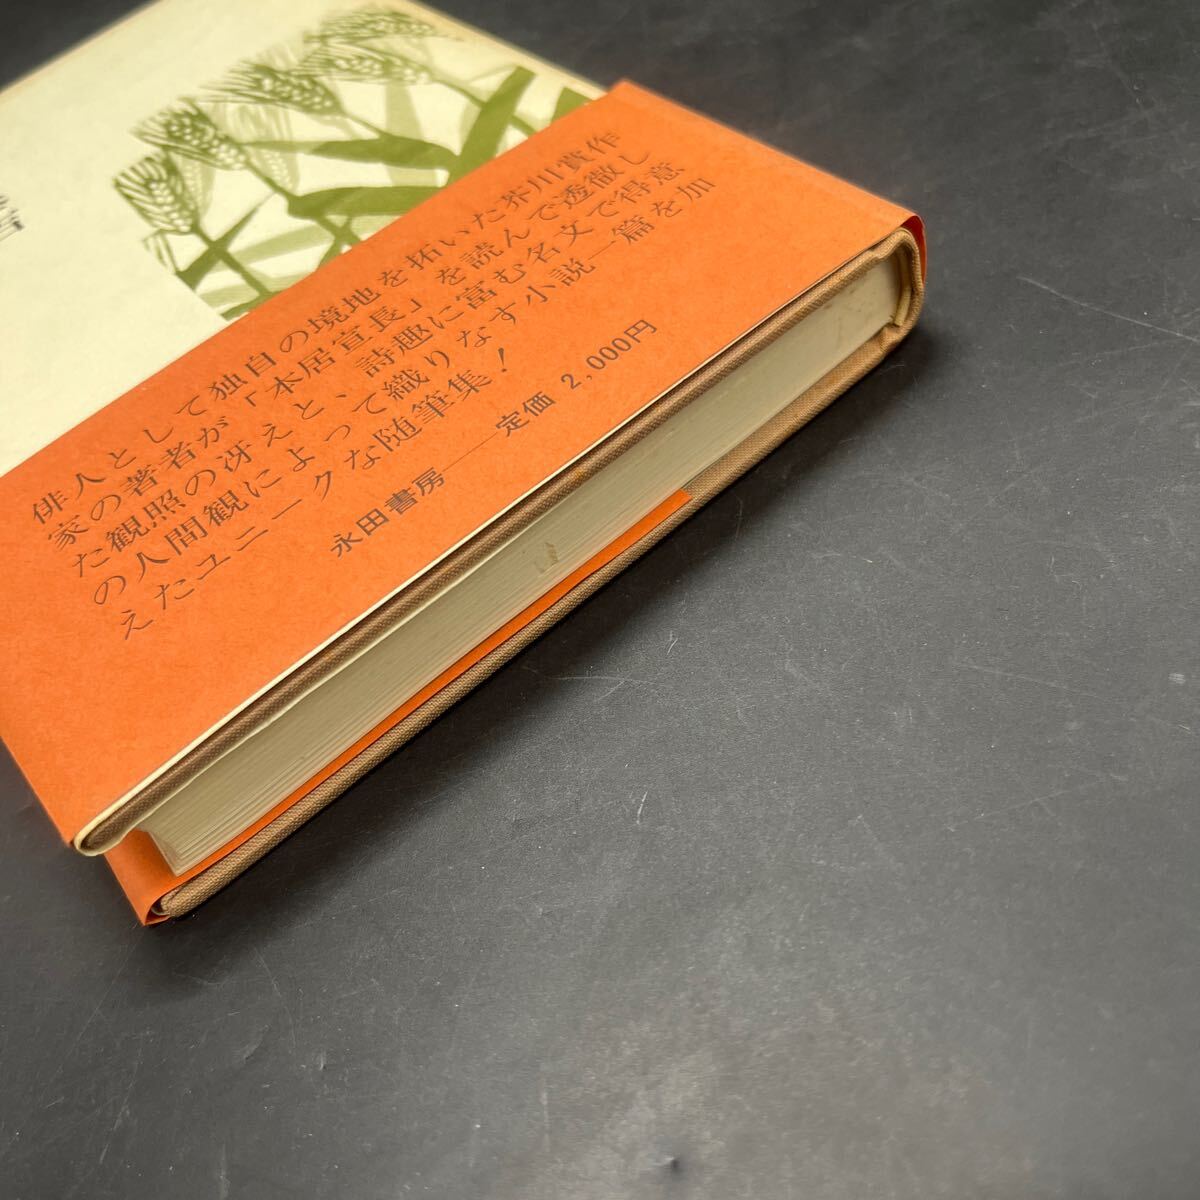 俳人として独自の境地を拓いた芥川賞作
家の著者が「本居宣長」を読んで透徹し
た観照の冴えと、詩趣に富む名文で得意
の人間観によって織りなす小説一篇を加
えたユニークな随筆集！
永田書房――定価 2,000円